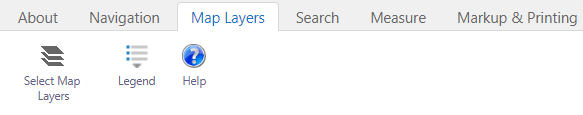 About Navigation Map Layers Search Measure Markup & Printing
Select Map Legend Help
Layers